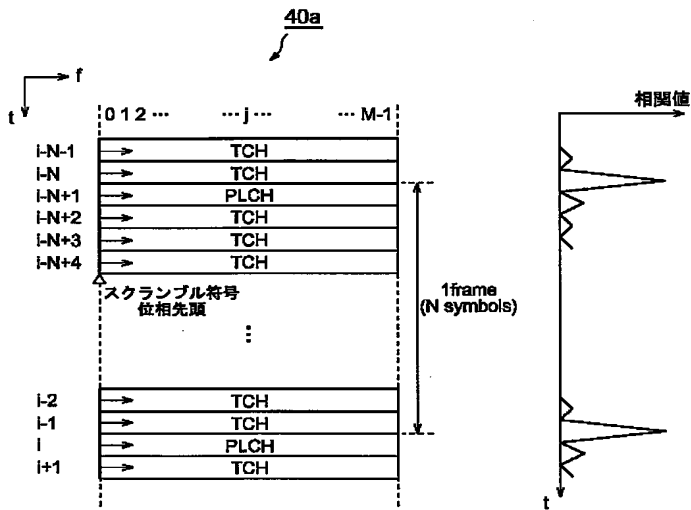 40a
f
t
相関値
0 1 2 ··· ··· j ··· ··· M-1
i-N-1 TCH
i-N TCH
i-N+1 PLCH
i-N+2 TCH
i-N+3 TCH
i-N+4 TCH
スクランブル符号
位相先頭
1frame
(N symbols)
⋮
i-2 TCH
i-1 TCH
i PLCH
i+1 TCH
t